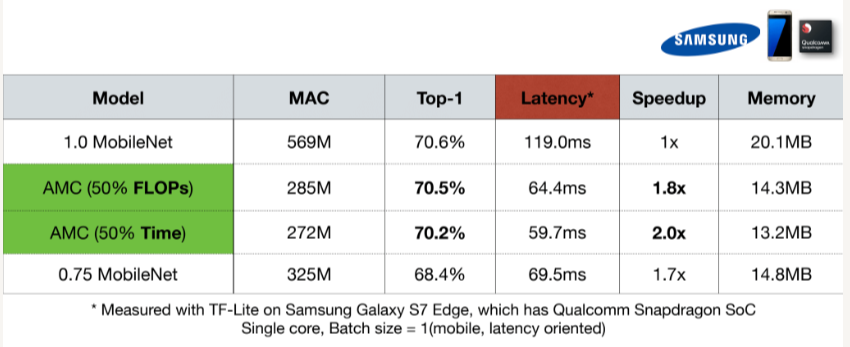 SAMSUNG
Qualcomm
snapdragon
Model MAC Top-1 Latency* Speedup Memory
1.0 MobileNet 569M 70.6% 119.0ms 1x 20.1MB
AMC (50% FLOPs) 285M 70.5% 64.4ms 1.8x 14.3MB
AMC (50% Time) 272M 70.2% 59.7ms 2.0x 13.2MB
0.75 MobileNet 325M 68.4% 69.5ms 1.7x 14.8MB
* Measured with TF-Lite on Samsung Galaxy S7 Edge, which has Qualcomm Snapdragon SoC
Single core, Batch size = 1(mobile, latency oriented)